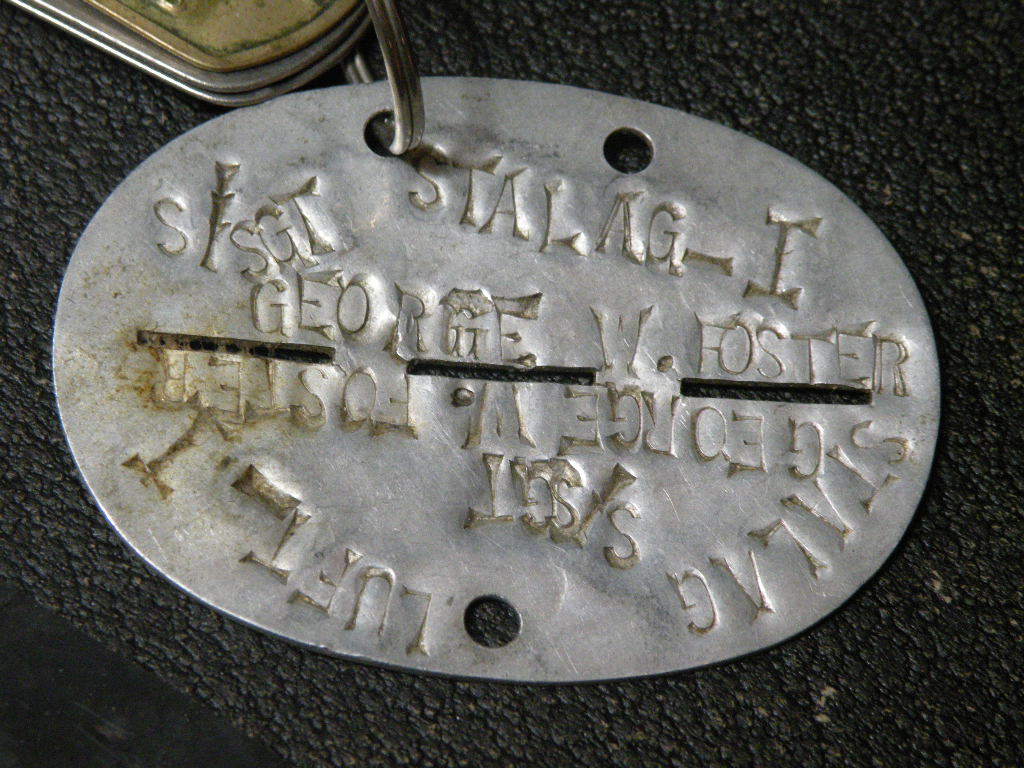 STALAG-I
S/SGT
GEORGE W. FOSTER
STALAG LUFT-I
S/SGT
GEORGE W. FOSTER